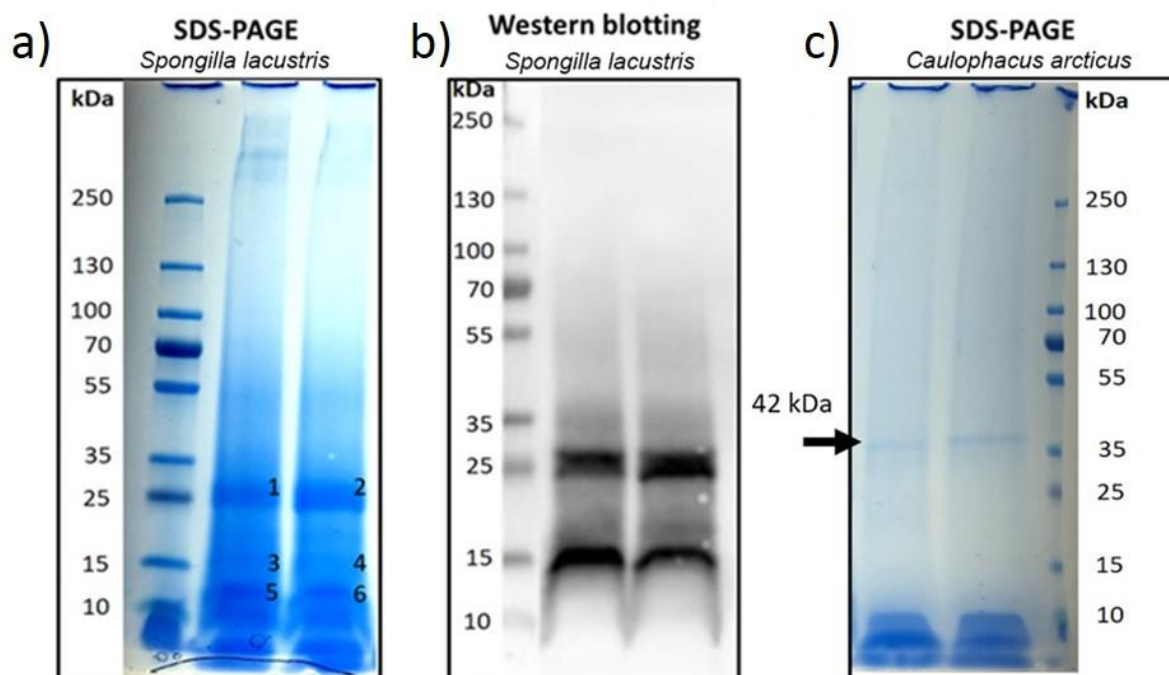 a)
SDS-PAGE
Spongilla lacustris
kDa
250
130
100
70
55
35
25
15
10
1
2
3
4
5
6
b)
Western blotting
Spongilla lacustris
kDa
250
130
100
70
55
35
25
15
10
c)
SDS-PAGE
Caulophacus arcticus
kDa
42 kDa
250
130
100
70
55
35
25
15
10